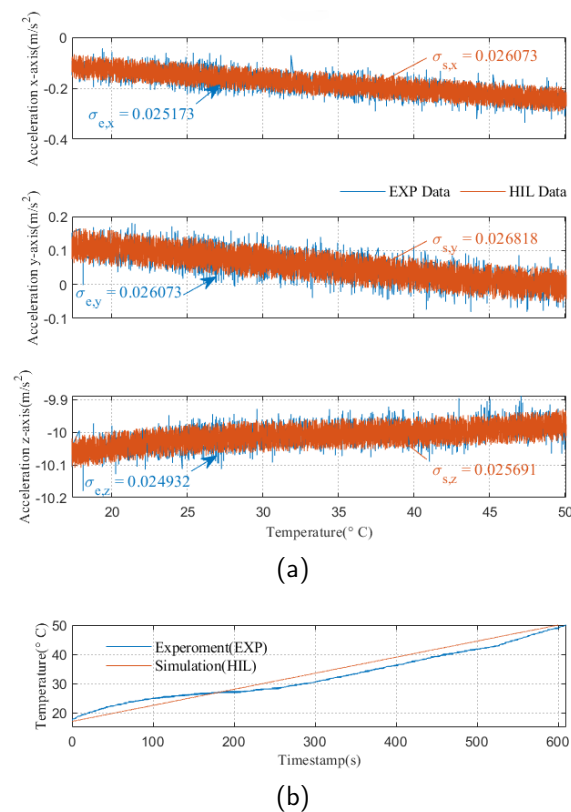 0
-0.2
-0.4
Acceleration x-axis(m/s²)
σs,x = 0.026073
σe,x = 0.025173
EXP Data
HIL Data
0.2
0.1
0
-0.1
Acceleration y-axis(m/s²)
σs,y = 0.026818
σe,y = 0.026073
-9.9
-10
-10.1
-10.2
Acceleration z-axis(m/s²)
σe,z = 0.024932
σs,z = 0.025691
20 25 30 35 40 45 50
Temperature(° C)
(a)
50
40
30
20
Temperature(° C)
Experoment(EXP)
Simulation(HIL)
0 100 200 300 400 500 600
Timestamp(s)
(b)